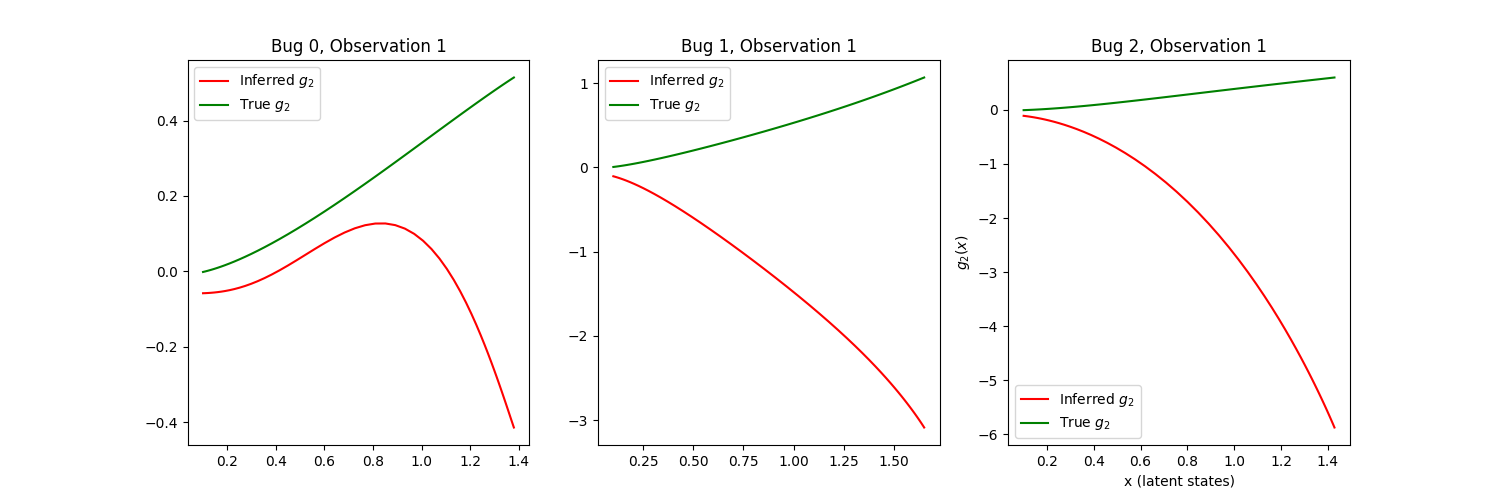 Bug 0, Observation 1
Inferred g₂
True g₂
0.4
0.2
0.0
−0.2
−0.4
0.2 0.4 0.6 0.8 1.0 1.2 1.4
Bug 1, Observation 1
Inferred g₂
True g₂
1
0
−1
−2
−3
0.25 0.50 0.75 1.00 1.25 1.50
Bug 2, Observation 1
g₂(x)
0
−1
−2
−3
−4
−5
−6
Inferred g₂
True g₂
0.2 0.4 0.6 0.8 1.0 1.2 1.4
x (latent states)